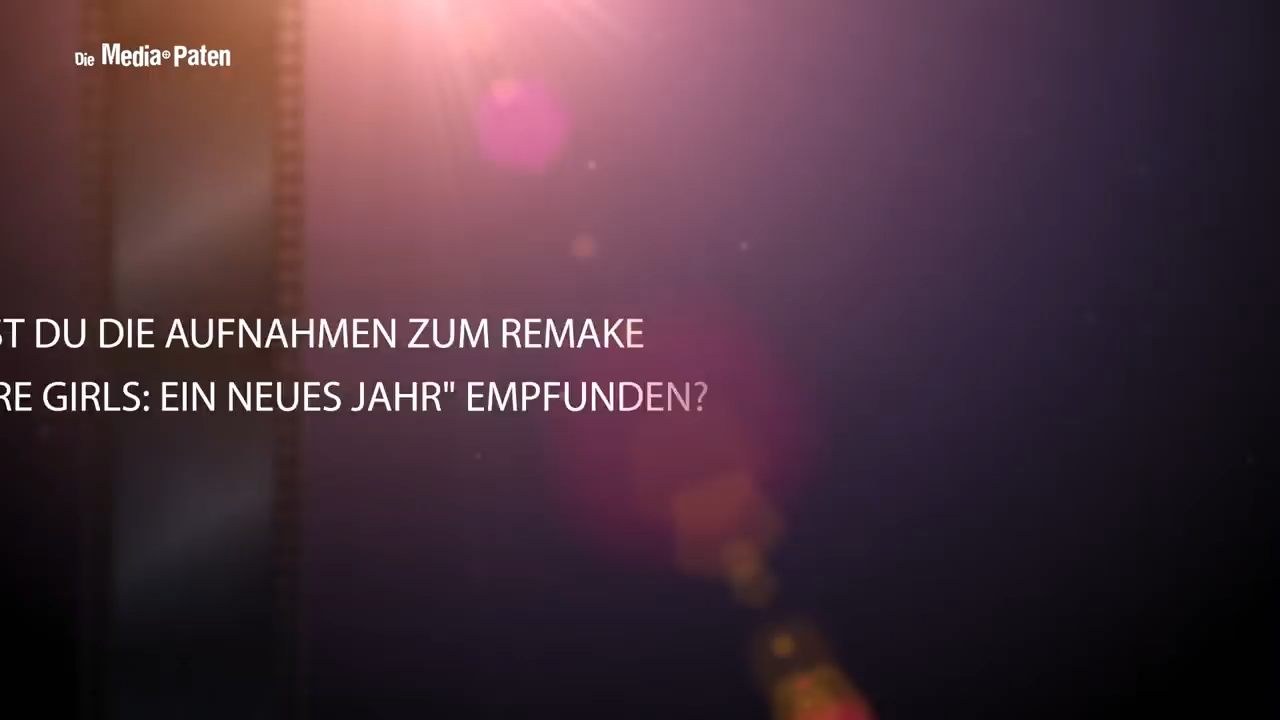 Die Media Paten
ST DU DIE AUFNAHMEN ZUM REMAKE
RE GIRLS: EIN NEUES JAHR" EMPFUNDEN?